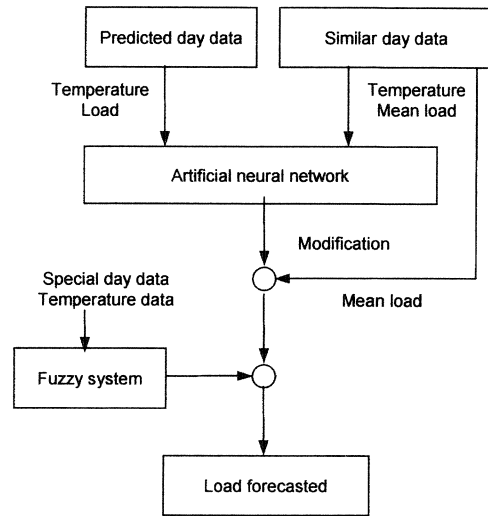 Predicted day data
Similar day data
Temperature
Load
Temperature
Mean load
Artificial neural network
Modification
Mean load
Special day data
Temperature data
Fuzzy system
Load forecasted